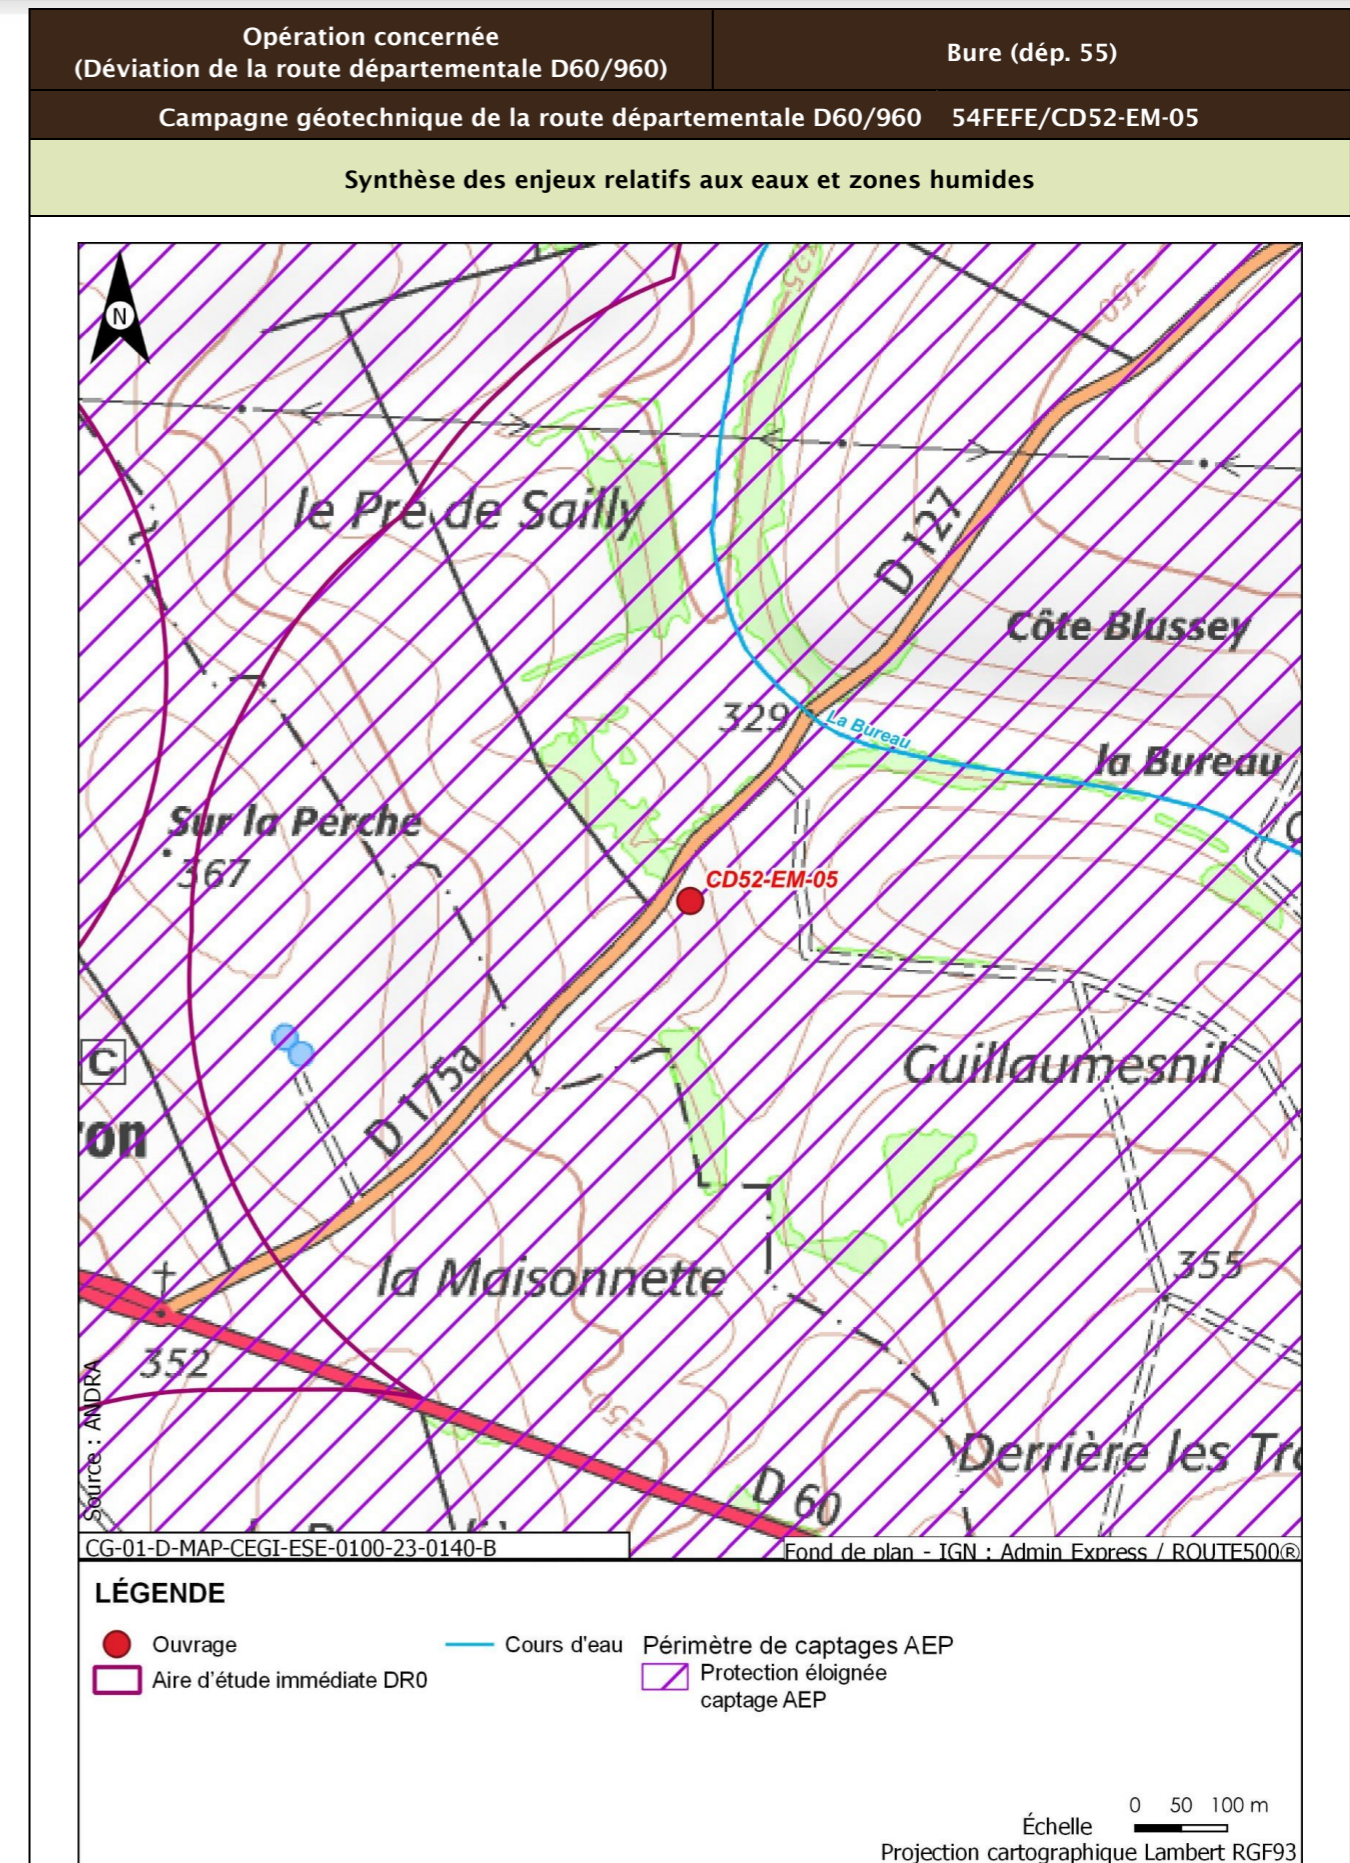 Opération concernée
(Déviation de la route départementale D60/960)
Bure (dép. 55)
Campagne géotechnique de la route départementale D60/960 54FEFE/CD52-EM-05
Synthèse des enjeux relatifs aux eaux et zones humides
N
325
350
le Pré de Sailly
D 127
Côte Blussey
329
La Bureau
la Bureau
Sur la Perche
367
CD52-EM-05
C
ron
D 175a
Guillaumesnil
la Maisonnette
355
352
350
Derrière les Tro
D 60
Source : ANDRA
CG-01-D-MAP-CEGI-ESE-0100-23-0140-B
Fond de plan - IGN : Admin Express / ROUTE500®
LÉGENDE
Ouvrage
Cours d'eau
Périmètre de captages AEP
Aire d'étude immédiate DR0
Protection éloignée
captage AEP
0 50 100 m
Échelle
Projection cartographique Lambert RGF93